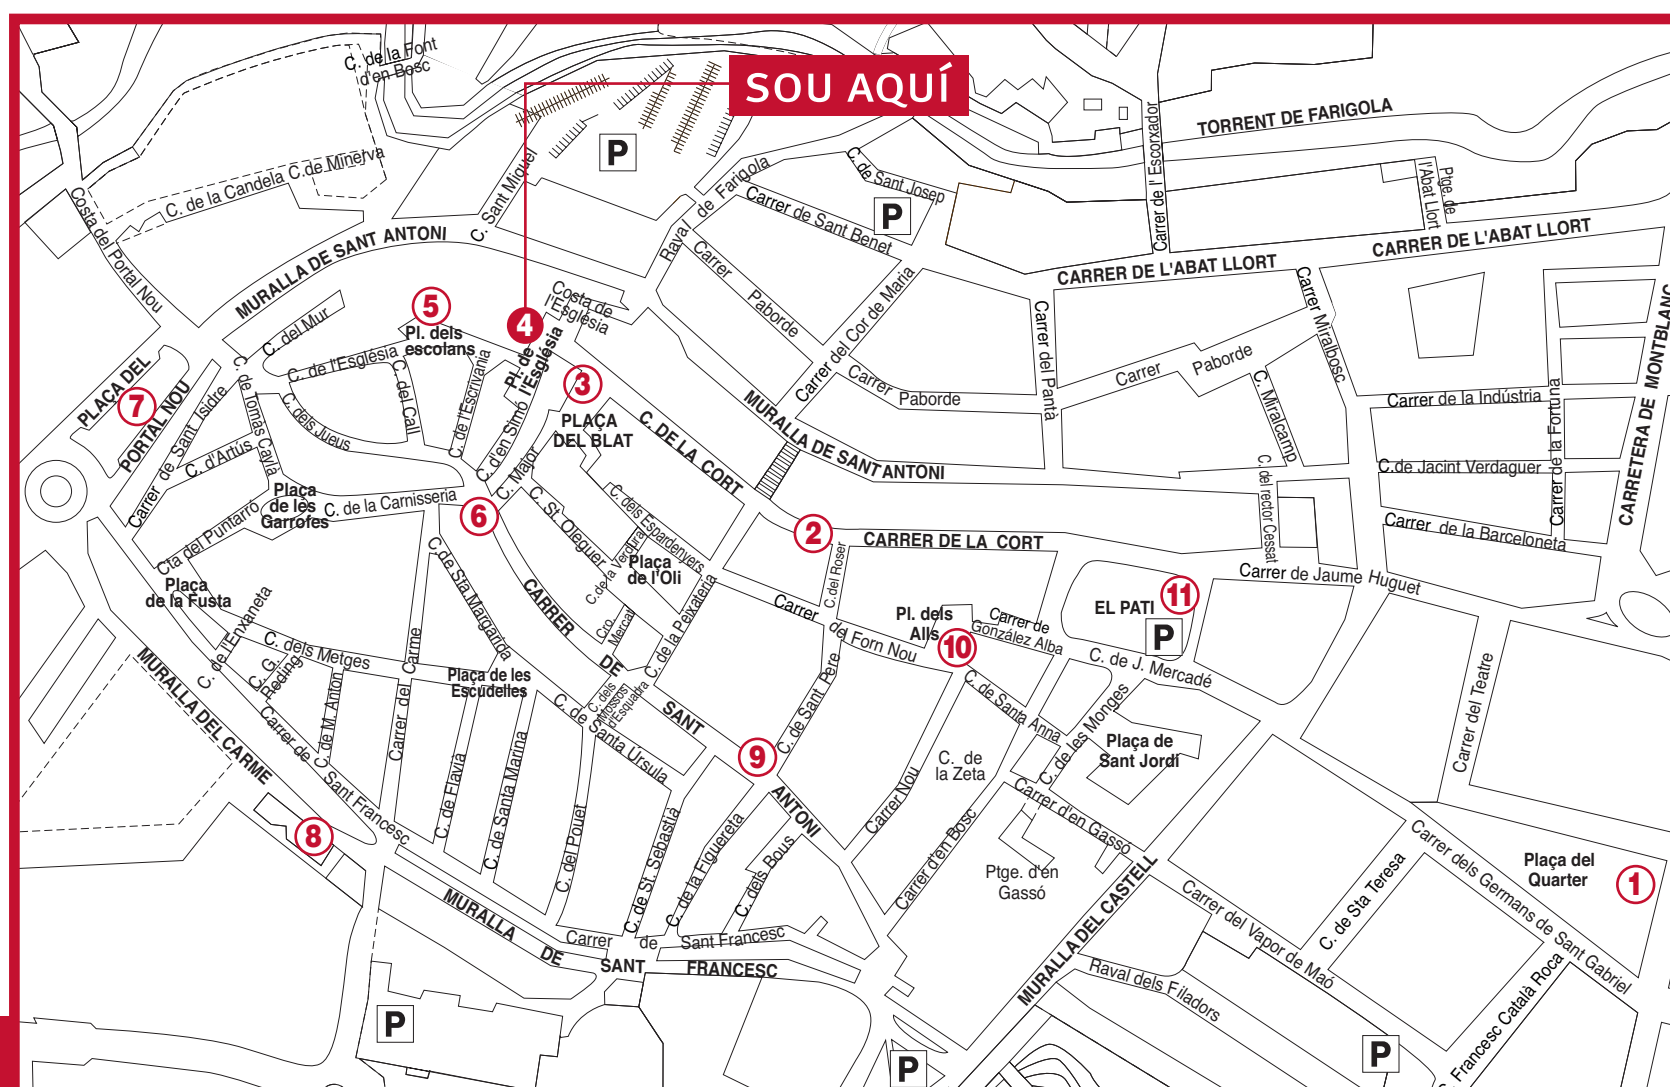 SOU AQUÍ
C. de la Font
d'en Bosc
P
TORRENT DE FARIGOLA
Carrer de l' Escorxador
C. de la Candela
C.de Minerva
C. Sant Miquel
Raval de Farigola
C. de Sant Josep
P
Carrer de Sant Benet
Ptge. de
l'Abat Llort
Costa del Portal Nou
MURALLA DE SANT ANTONI
CARRER DE L'ABAT LLORT
CARRER DE L'ABAT LLORT
Carrer
Paborde
Carrer del Cor de Maria
Carrer del Pantà
Carrer Miralbosc
CARRETERA DE MONTBLANC
C. del Mur
5
Pl. dels
escolans
4
Costa de
l'Església
Pl. de
l'Església
3
C. de l'Església
C. de l'Escrivania
C. del Call
C. dels Jueus
C. d'en Simó
PLAÇA
DEL BLAT
C. DE LA CORT
MURALLA DE SANT ANTONI
Carrer
Paborde
Carrer
Paborde
C. Miralcamp
Carrer de la Indústria
Carrer de la Fortuna
C.de Jacint Verdaguer
Carrer de la Barceloneta
C. del rector Cessat
PLAÇA DEL
PORTAL NOU
7
Carrer de Sant Isidre
C. de Tomàs Caylà
C. d'Artús
Plaça
de les
Garrofes
C. de la Carnisseria
Cta del Puntarró
6
C. Major
C. St. Oleguer
C. dels Espardenyers
C. de la Verdura
Plaça
de l'Oli
2
CARRER DE LA CORT
C. del Roser
Carrer de Jaume Huguet
EL PATI
11
P
Plaça
de la Fusta
C. de l'Enxaneta
C.de Sta.Margarida
CARRER
DE
SANT
ANTONI
Cro.
Mercat
C. de la Peixateria
Carrer
del Forn Nou
Pl. dels
Alls
10
Carrer de
González Alba
C. de J. Mercadé
C. dels Metges
C. G.
Reding
C. de M. Anton
Carrer del Carme
Plaça de les
Escudelles
C. dels
Mossos
d'Esquadra
C. de Santa Úrsula
C. de Sant Pere
9
C. de Santa Anna
C. de les Monges
Plaça de
Sant Jordi
Carrer del Teatre
MURALLA DEL CARME
Carrer de Sant Francesc
8
C. de Flavià
C. de Santa Marina
C. del Pouet
C. de St. Sebastià
C. de la Figuereta
C. dels Bous
Carrer Nou
C. de
la Zeta
Carrer d'en Bosc
Carrer d'en Gassó
Ptge. d'en
Gassó
MURALLA DEL CASTELL
Carrer dels Germans de Sant Gabriel
Plaça del
Quarter
1
C. de Sta Teresa
Carrer del Vapor de Maó
Raval dels Filadors
C. Francesc Català Roca
MURALLA DE SANT FRANCESC
Carrer de Sant Francesc
P
P
P